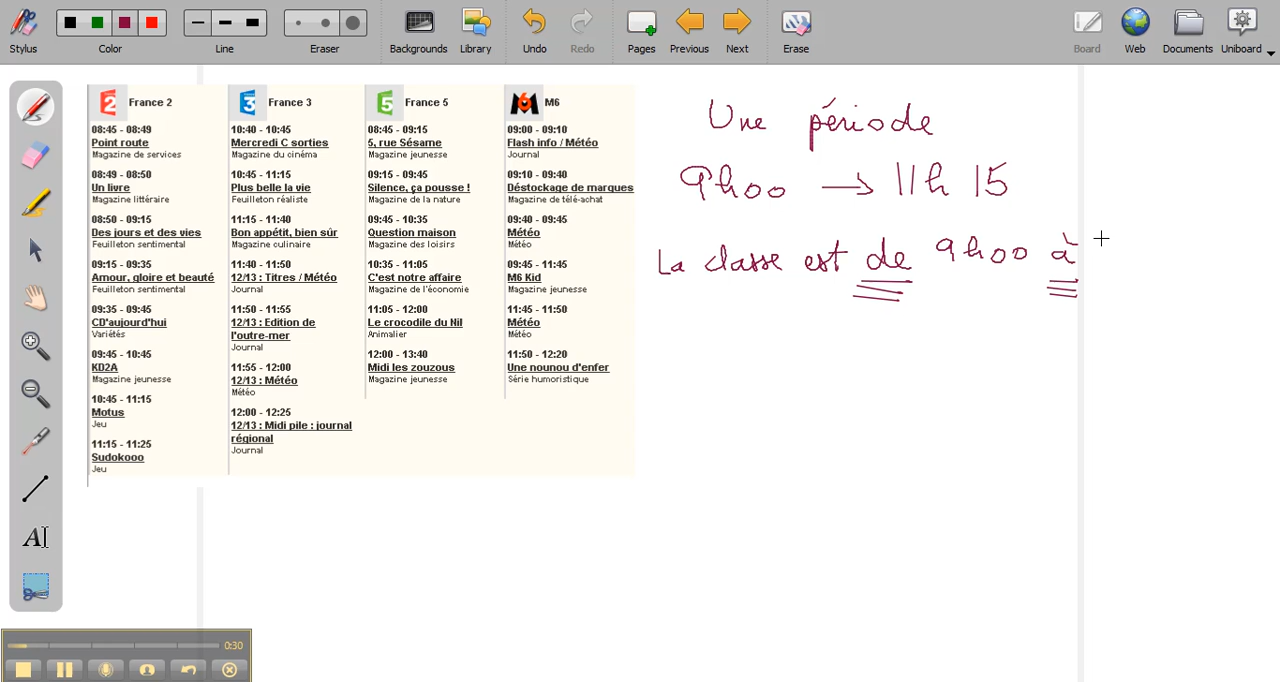 Stylus Color Line Eraser Backgrounds Library Undo Redo Pages Previous Next Erase Board Web Documents Uniboard
2 France 2
08:45 - 08:49
Point route
Magazine de services
08:49 - 08:50
Un livre
Magazine littéraire
08:50 - 09:15
Des jours et des vies
Feuilleton sentimental
09:15 - 09:35
Amour, gloire et beauté
Feuilleton sentimental
09:35 - 09:45
CD'aujourd'hui
Variétés
09:45 - 10:45
KD2A
Magazine jeunesse
10:45 - 11:15
Motus
Jeu
11:15 - 11:25
Sudokooo
Jeu
3 France 3
10:40 - 10:45
Mercredi C sorties
Magazine du cinéma
10:45 - 11:15
Plus belle la vie
Feuilleton réaliste
11:15 - 11:40
Bon appétit, bien sûr
Magazine culinaire
11:40 - 11:50
12/13 : Titres / Météo
Journal
11:50 - 11:55
12/13 : Edition de
l'outre-mer
Journal
11:55 - 12:00
12/13 : Météo
Météo
12:00 - 12:25
12/13 : Midi pile : journal
régional
Journal
5 France 5
08:45 - 09:15
5, rue Sésame
Magazine jeunesse
09:15 - 09:45
Silence, ça pousse !
Magazine de la nature
09:45 - 10:35
Question maison
Magazine des loisirs
10:35 - 11:05
C'est notre affaire
Magazine de l'économie
11:05 - 12:00
Le crocodile du Nil
Animalier
12:00 - 13:40
Midi les zouzous
Magazine jeunesse
M6 M6
09:00 - 09:10
Flash info / Météo
Journal
09:10 - 09:40
Déstockage de marques
Magazine de télé-achat
09:40 - 09:45
Météo
Météo
09:45 - 11:45
M6 Kid
Magazine jeunesse
11:45 - 11:50
Météo
Météo
11:50 - 12:20
Une nounou d'enfer
Série humoristique
Une période
9h00 → 11h 15
La classe est de 9h00 à
AI
0:30